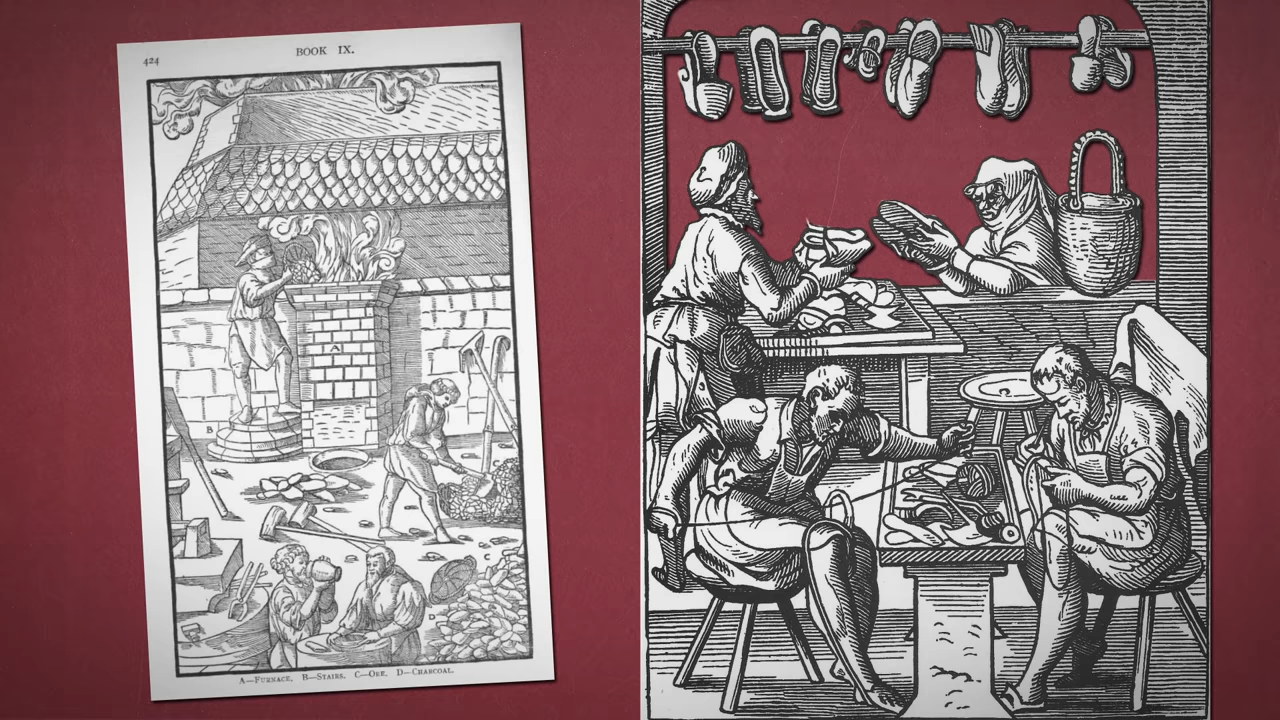 424
BOOK IX.
A
B
C
D
A—FURNACE. B—STAIRS. C—ORE. D—CHARCOAL.